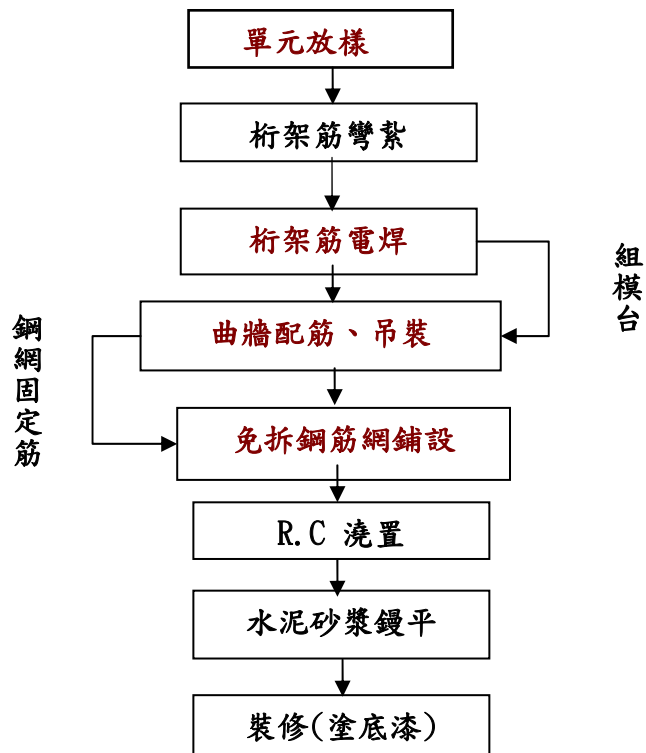 單元放樣
桁架筋彎紮
桁架筋電焊
組模台
曲牆配筋、吊裝
鋼網固定筋
免拆鋼筋網鋪設
R.C 澆置
水泥砂漿鏝平
裝修(塗底漆)